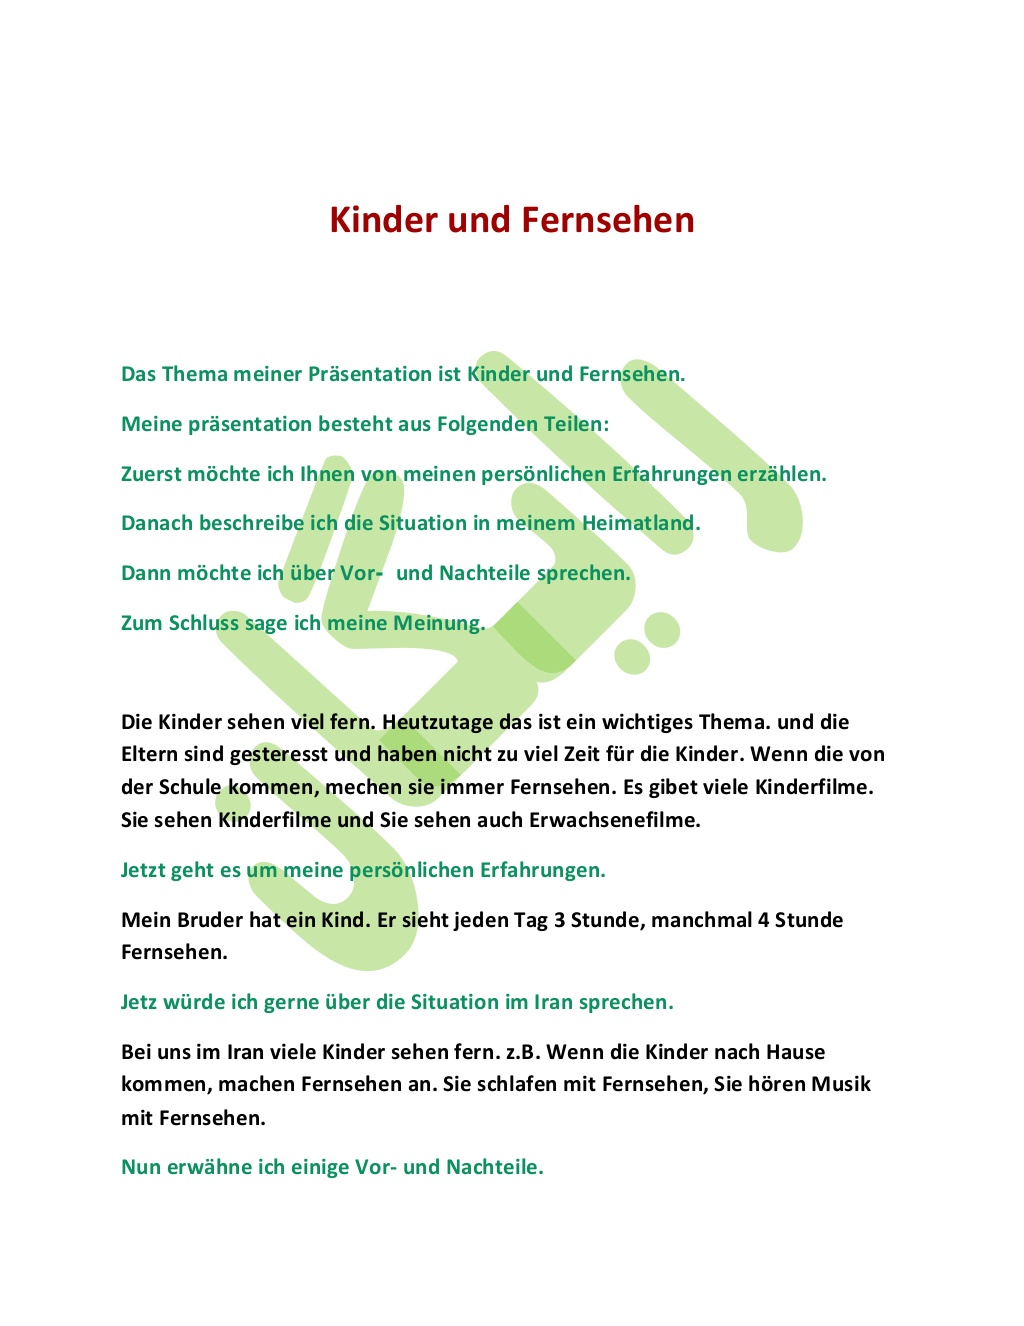 Kinder und Fernsehen
Das Thema meiner Präsentation ist Kinder und Fernsehen.
Meine präsentation besteht aus Folgenden Teilen:
Zuerst möchte ich Ihnen von meinen persönlichen Erfahrungen erzählen.
Danach beschreibe ich die Situation in meinem Heimatland.
Dann möchte ich über Vor-  und Nachteile sprechen.
Zum Schluss sage ich meine Meinung.
Die Kinder sehen viel fern. Heutzutage das ist ein wichtiges Thema. und die
Eltern sind gesteresst und haben nicht zu viel Zeit für die Kinder. Wenn die von
der Schule kommen, mechen sie immer Fernsehen. Es gibet viele Kinderfilme.
Sie sehen Kinderfilme und Sie sehen auch Erwachsenefilme.
Jetzt geht es um meine persönlichen Erfahrungen.
Mein Bruder hat ein Kind. Er sieht jeden Tag 3 Stunde, manchmal 4 Stunde
Fernsehen.
Jetz würde ich gerne über die Situation im Iran sprechen.
Bei uns im Iran viele Kinder sehen fern. z.B. Wenn die Kinder nach Hause
kommen, machen Fernsehen an. Sie schlafen mit Fernsehen, Sie hören Musik
mit Fernsehen.
Nun erwähne ich einige Vor- und Nachteile.
رایگان